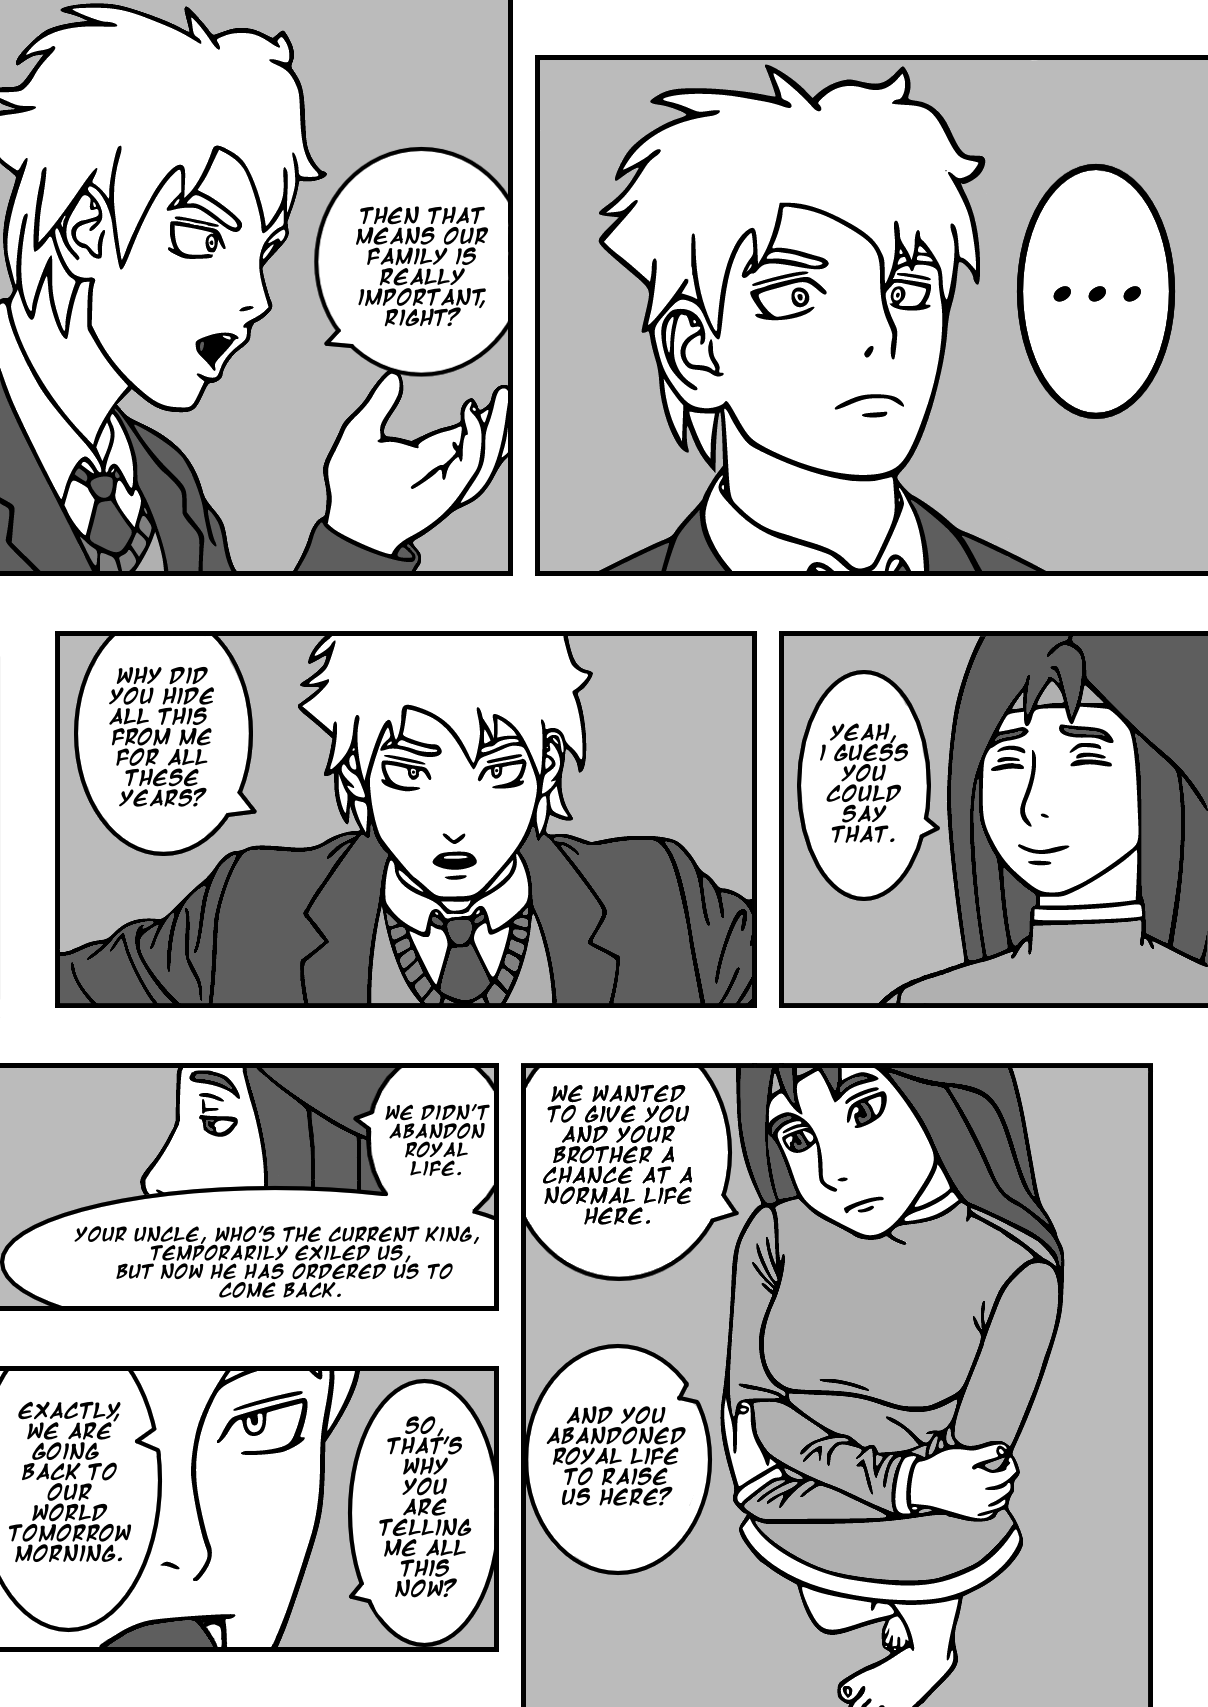 ...
THEN THAT
MEANS OUR
FAMILY IS
REALLY
IMPORTANT,
RIGHT?
YEAH,
I GUESS
YOU
COULD
SAY
THAT.
WHY DID
YOU HIDE
ALL THIS
FROM ME
FOR ALL
THESE
YEARS?
WE WANTED
TO GIVE YOU
AND YOUR
BROTHER A
CHANCE AT A
NORMAL LIFE
HERE.
AND YOU
ABANDONED
ROYAL LIFE
TO RAISE
US HERE?
WE DIDN'T
ABANDON
ROYAL
LIFE.
YOUR UNCLE, WHO'S THE CURRENT KING,
TEMPORARILY EXILED US,
BUT NOW HE HAS ORDERED US TO
COME BACK.
SO,
THAT'S
WHY
YOU
ARE
TELLING
ME ALL
THIS
NOW?
EXACTLY,
WE ARE
GOING
BACK TO
OUR
WORLD
TOMORROW
MORNING.